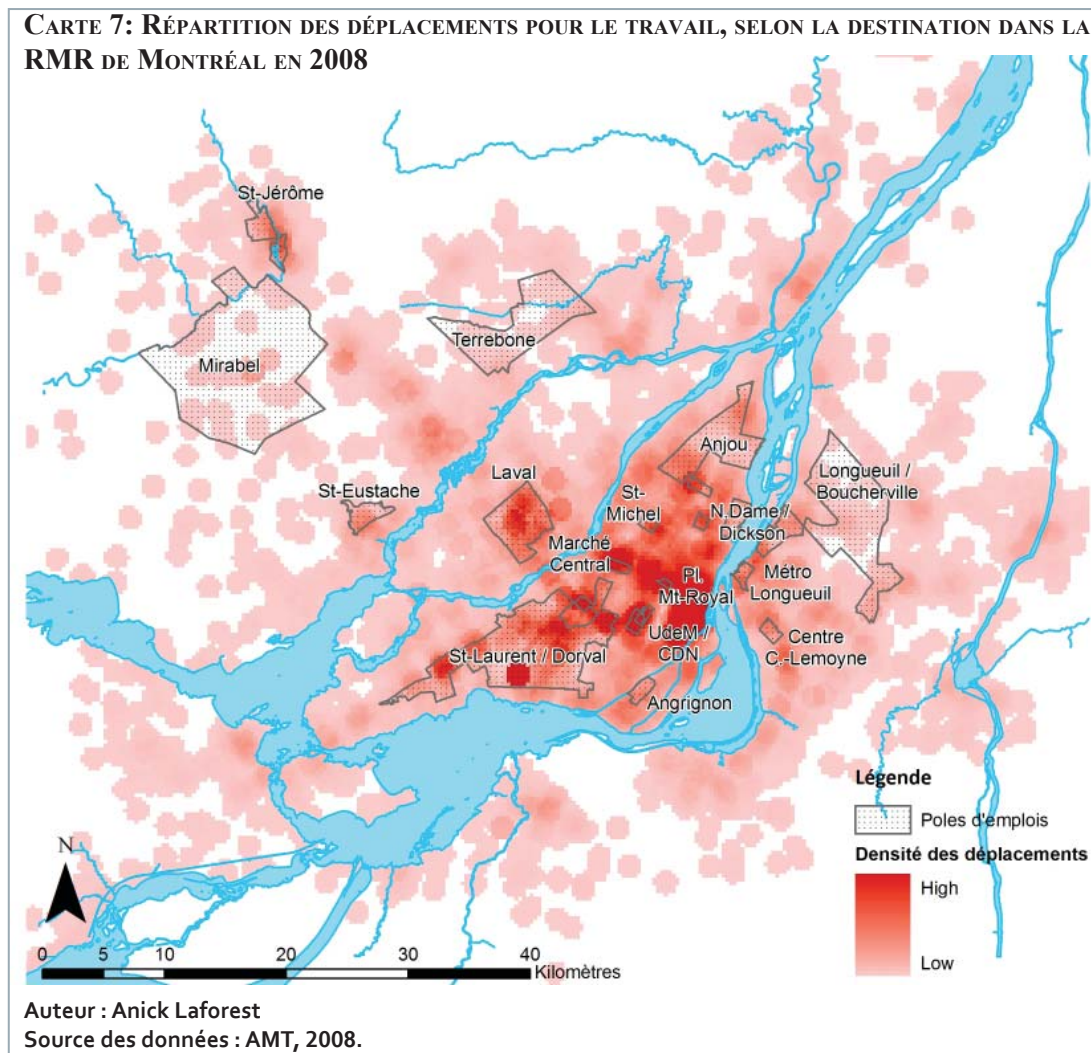 CARTE 7: RÉPARTITION DES DÉPLACEMENTS POUR LE TRAVAIL, SELON LA DESTINATION DANS LA
RMR DE MONTRÉAL EN 2008
St-Jérôme
Mirabel
Terrebone
Anjou
Longueuil /
Boucherville
St-Eustache
Laval
St-
Michel
N.Dame /
Dickson
Marché
Central
Pl.
Mt-Royal
Métro
Longueuil
UdeM /
CDN
Centre
C.-Lemoyne
St-Laurent / Dorval
Angrignon
Légende
Poles d'emplois
Densité des déplacements
High
Low
N
0 5 10 20 30 40
Kilomètres
Auteur : Anick Laforest
Source des données : AMT, 2008.